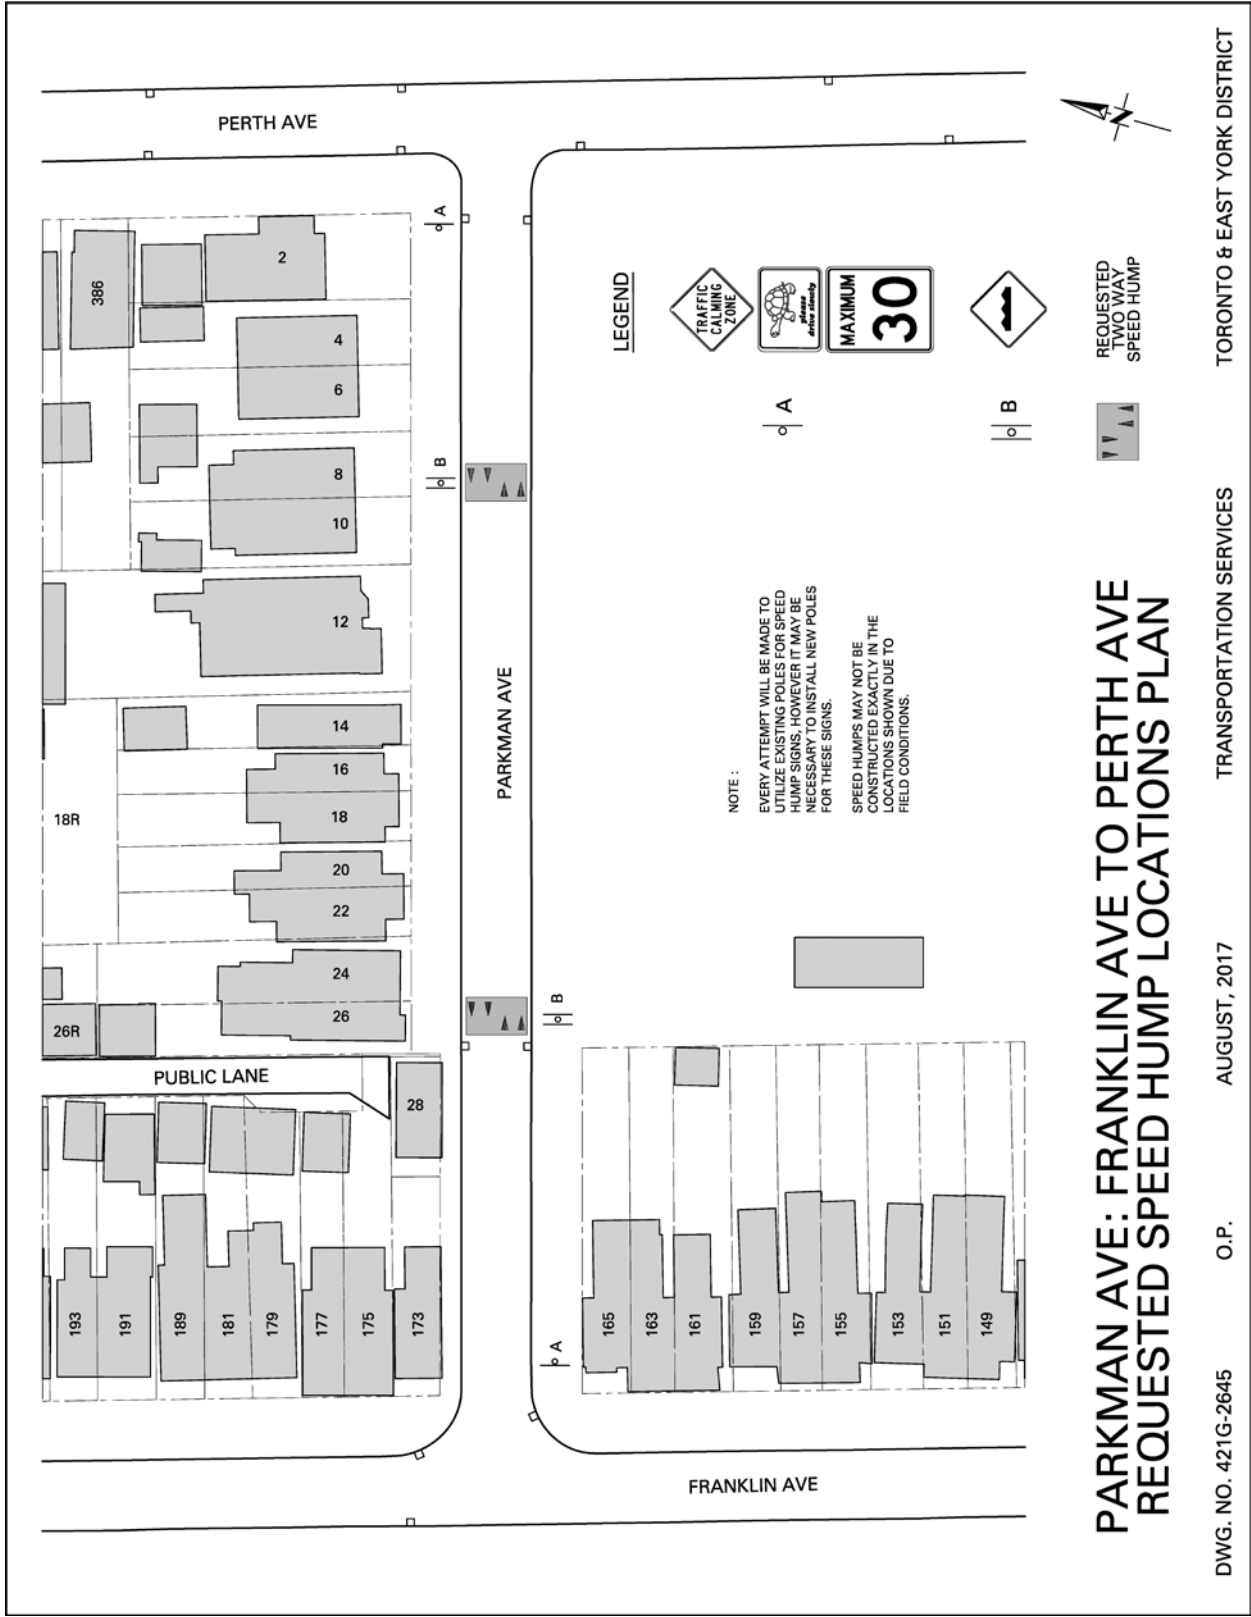 PERTH AVE
386
2
4
6
8
10
12
14
16
18
18R
20
22
24
26
26R
PUBLIC LANE
28
193
191
189
181
179
177
175
173
PARKMAN AVE
A
B
B
A
165
163
161
159
157
155
153
151
149
FRANKLIN AVE
N
LEGEND
A
TRAFFIC
CALMING
ZONE
please
drive slowly
MAXIMUM
30
B
REQUESTED
TWO WAY
SPEED HUMP
NOTE :
EVERY ATTEMPT WILL BE MADE TO
UTILIZE EXISTING POLES FOR SPEED
HUMP SIGNS, HOWEVER IT MAY BE
NECESSARY TO INSTALL NEW POLES
FOR THESE SIGNS.
SPEED HUMPS MAY NOT BE
CONSTRUCTED EXACTLY IN THE
LOCATIONS SHOWN DUE TO
FIELD CONDITIONS.
PARKMAN AVE: FRANKLIN AVE TO PERTH AVE
REQUESTED SPEED HUMP LOCATIONS PLAN
DWG. NO. 421G-2645
O.P.
AUGUST, 2017
TRANSPORTATION SERVICES
TORONTO & EAST YORK DISTRICT